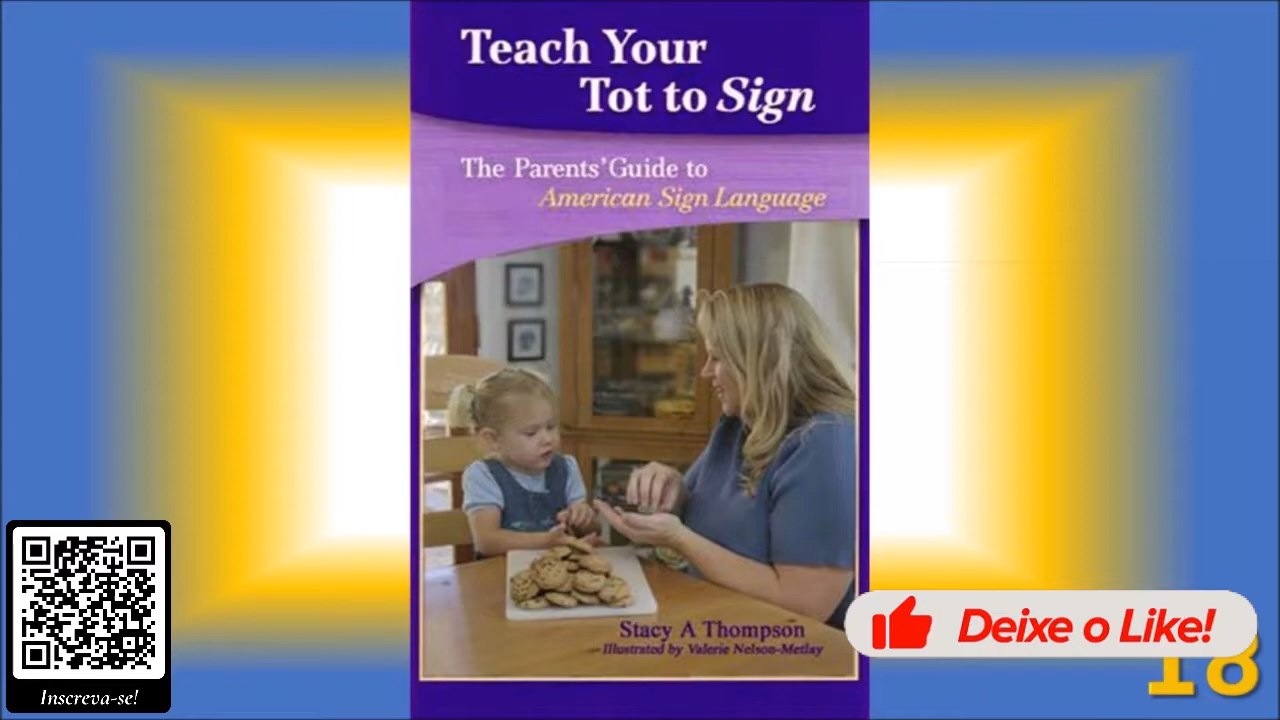 Teach Your
Tot to Sign
The Parents' Guide to
American Sign Language
Stacy A Thompson
Illustrated by Valerie Nelson-Metlay
Deixe o Like!
18
Inscreva-se!